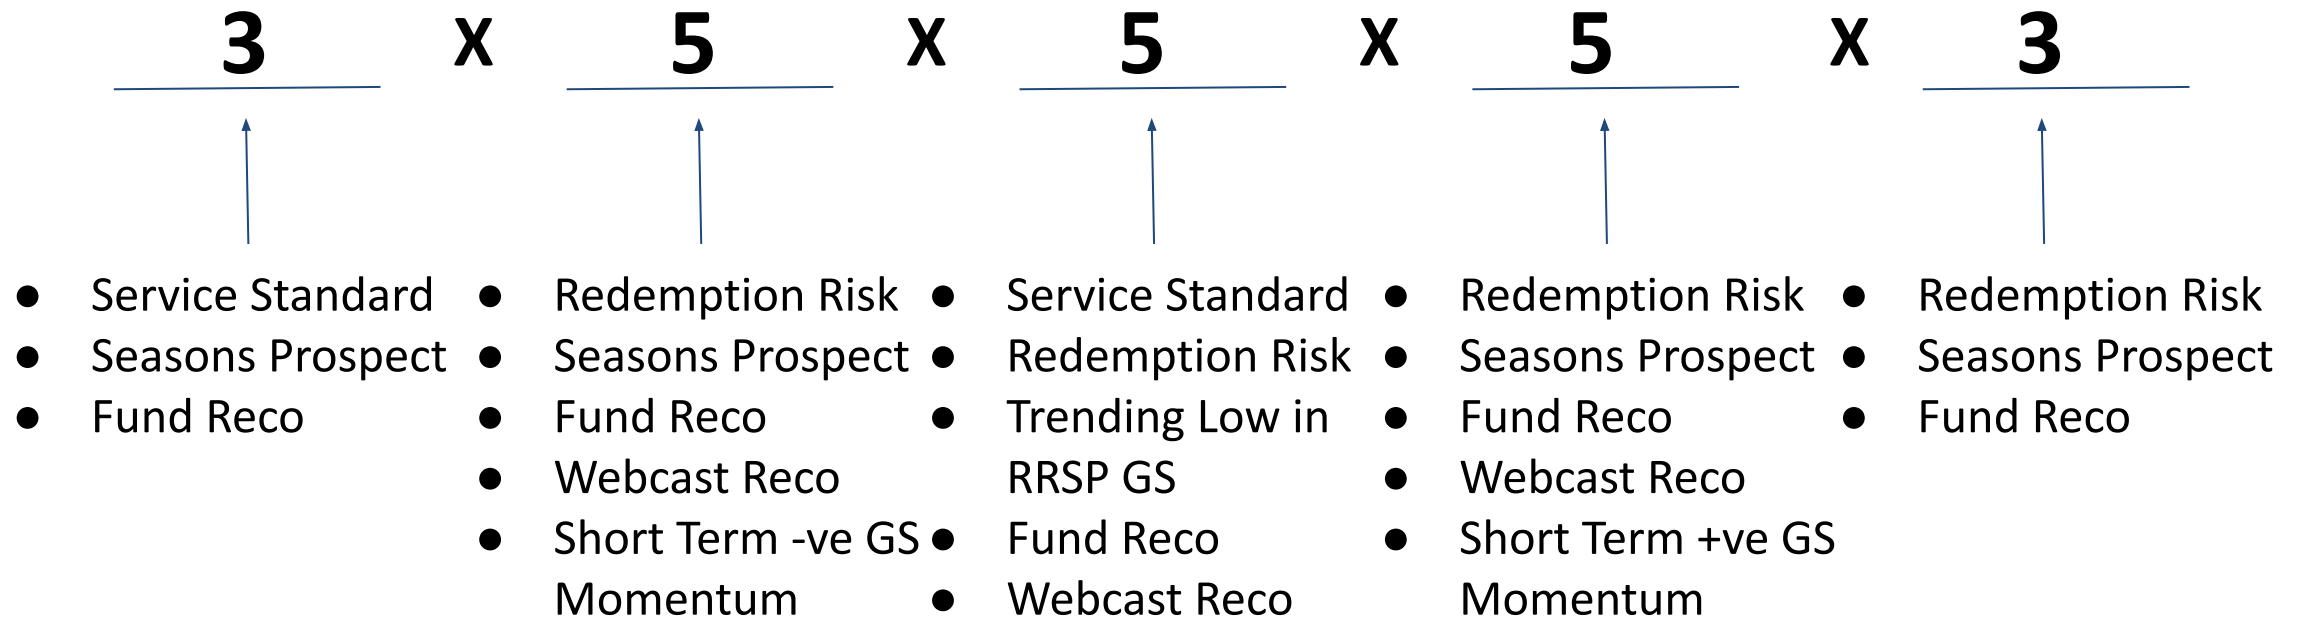 3 X 5 X 5 X 5 X 3
● Service Standard
● Seasons Prospect
● Fund Reco
● Redemption Risk
● Seasons Prospect
● Fund Reco
● Webcast Reco
● Short Term -ve GS
Momentum
● Service Standard
● Redemption Risk
● Trending Low in
RRSP GS
● Fund Reco
● Webcast Reco
● Redemption Risk
● Seasons Prospect
● Fund Reco
● Webcast Reco
● Short Term +ve GS
Momentum
● Redemption Risk
● Seasons Prospect
● Fund Reco